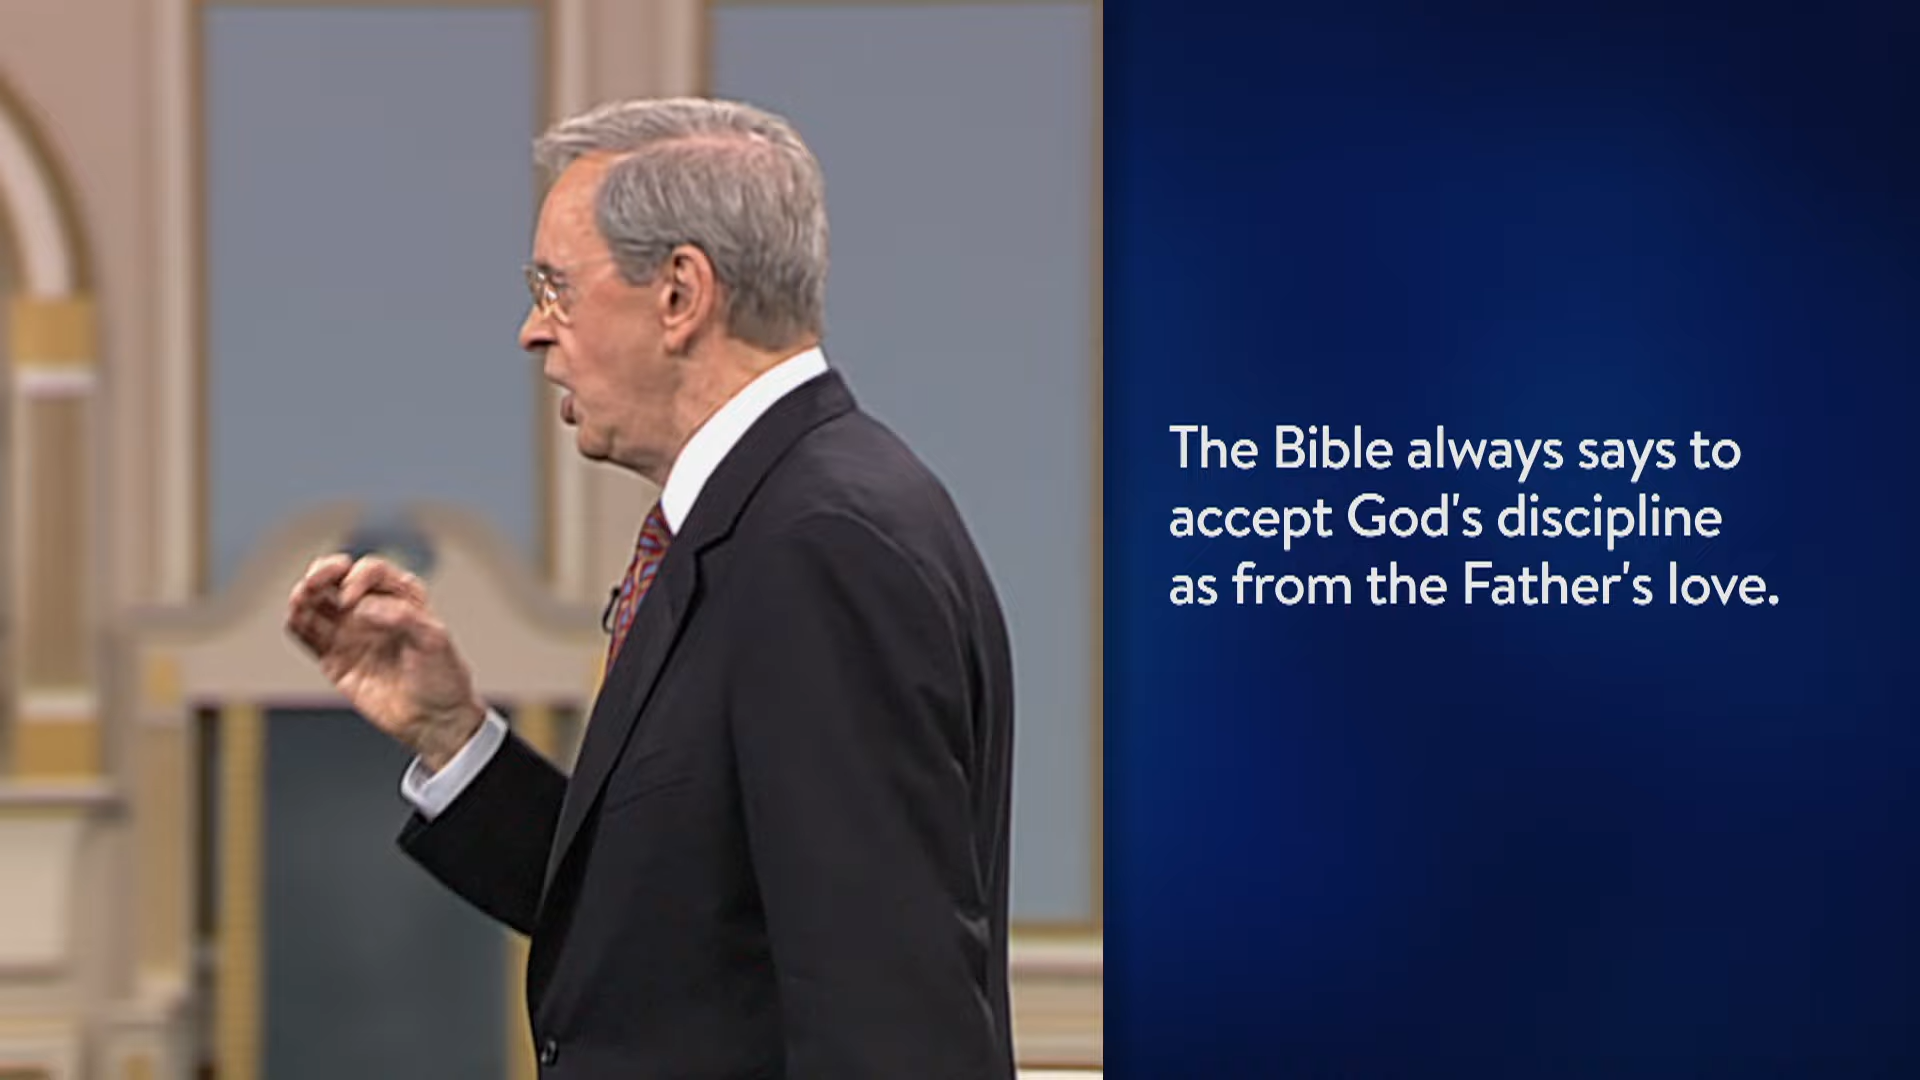 The Bible always says to
accept God's discipline
as from the Father's love.